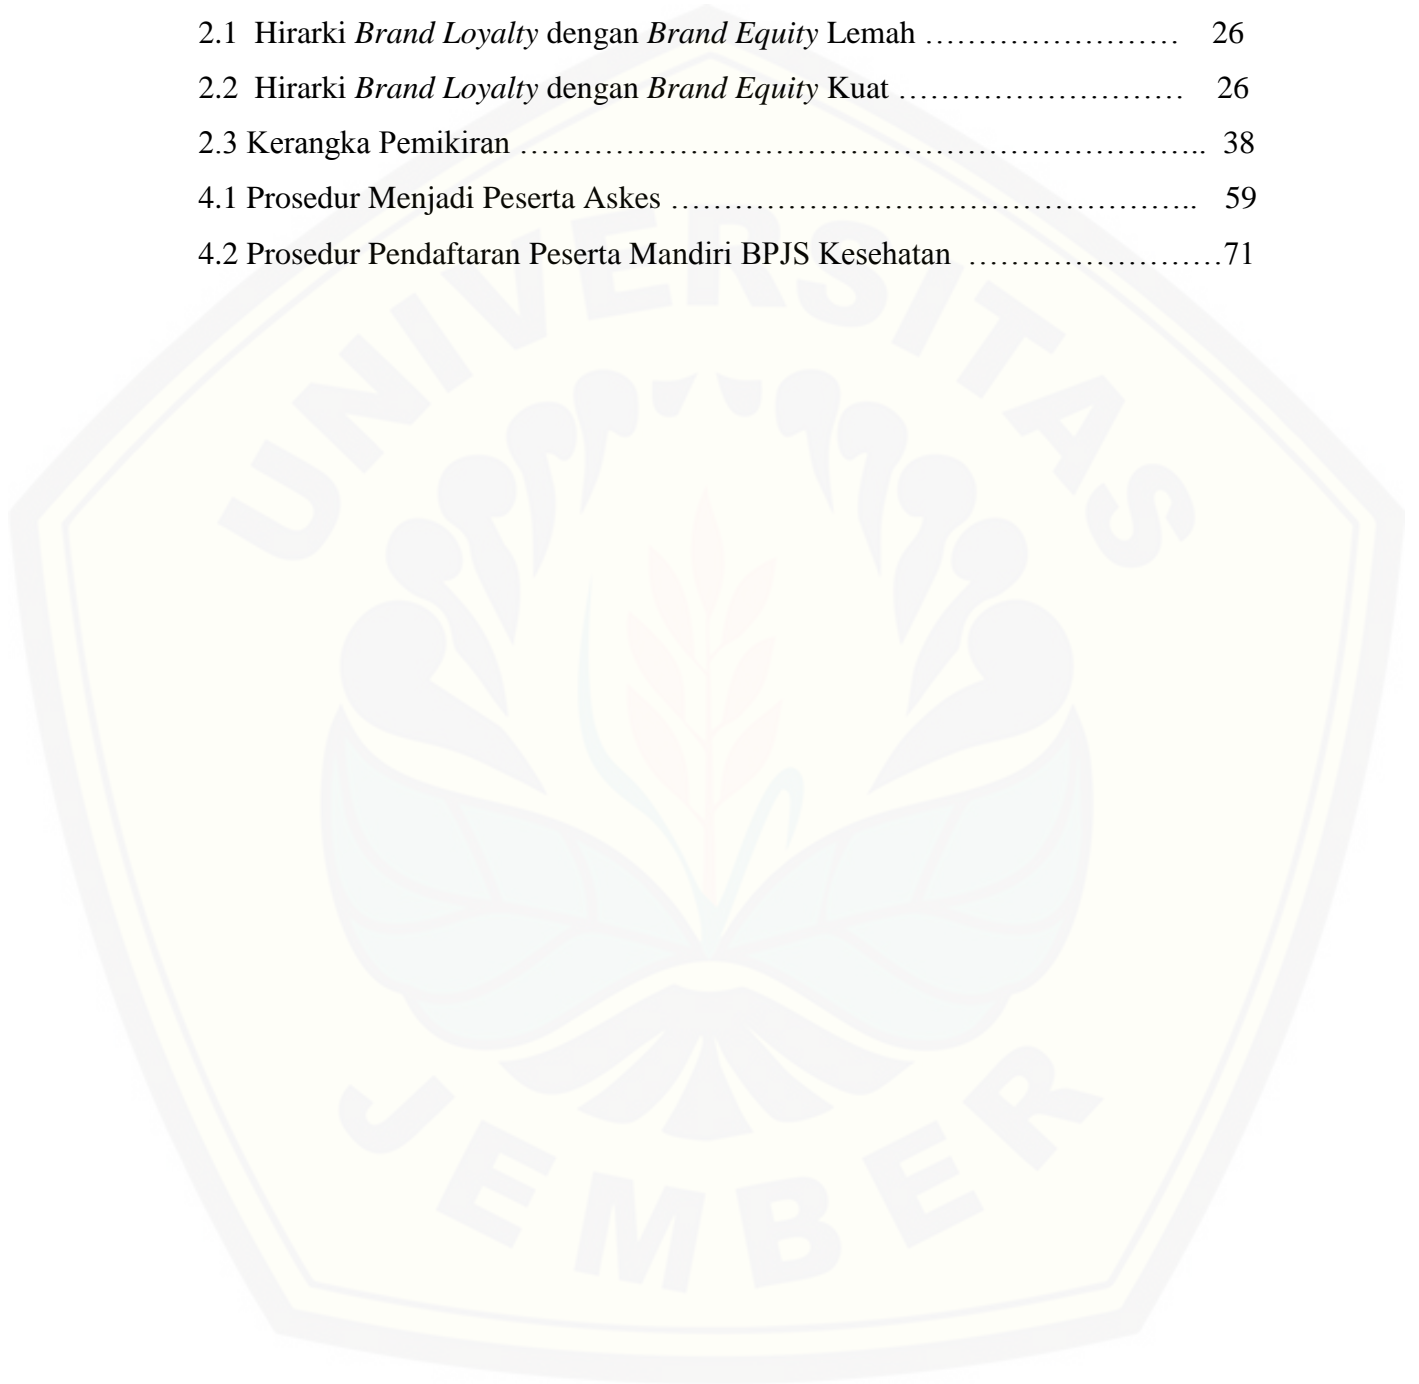 2.1 Hirarki Brand Loyalty dengan Brand Equity Lemah …………………… 26
2.2 Hirarki Brand Loyalty dengan Brand Equity Kuat ……………………… 26
2.3 Kerangka Pemikiran ……………………………………………………….. 38
4.1 Prosedur Menjadi Peserta Askes ………………………………………….. 59
4.2 Prosedur Pendaftaran Peserta Mandiri BPJS Kesehatan ……………………71
UNIVERSITAS
JEMBER